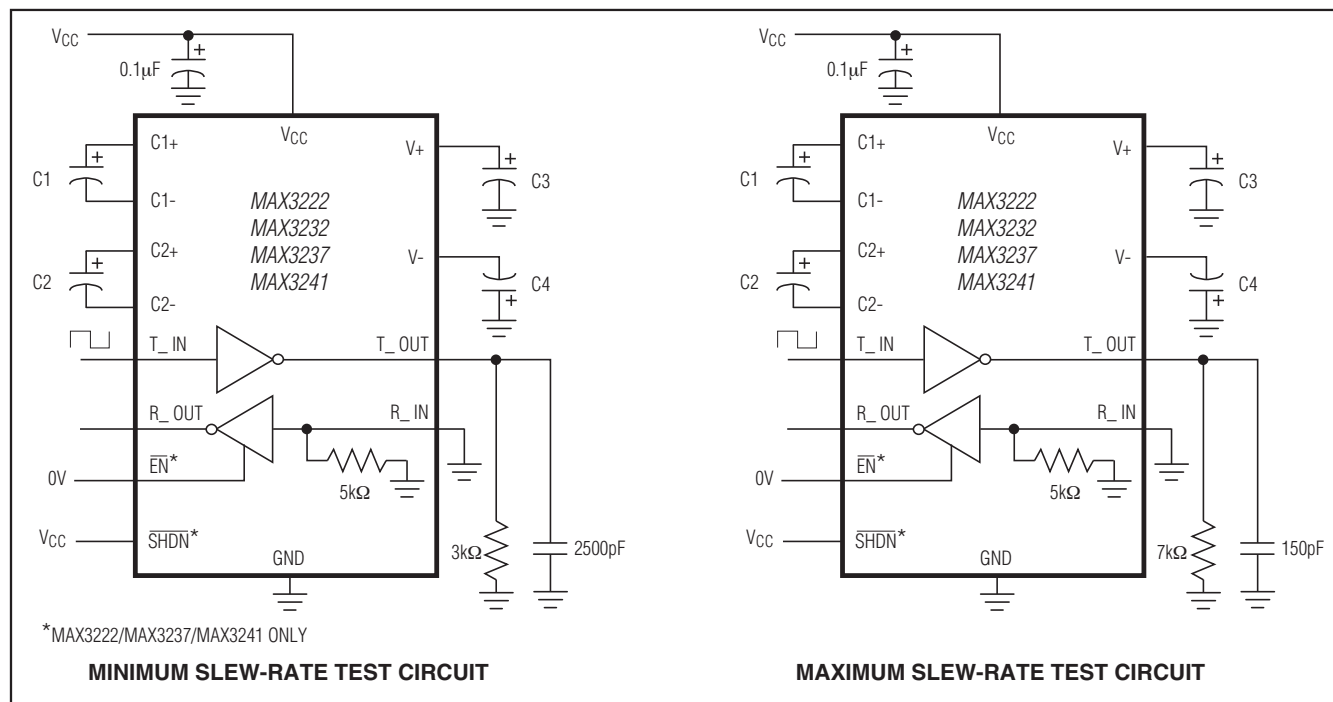 VCC
+
0.1μF
VCC
C1+
C1
+
C1-
C2+
C2
+
C2-
MAX3222
MAX3232
MAX3237
MAX3241
V+
+
C3
V-
C4
+
T_ IN
T_ OUT
R_ OUT
R_ IN
0V
EN*
5kΩ
VCC
SHDN*
GND
3kΩ
2500pF
*MAX3222/MAX3237/MAX3241 ONLY
MINIMUM SLEW-RATE TEST CIRCUIT
VCC
+
0.1μF
VCC
C1+
C1
+
C1-
C2+
C2
+
C2-
MAX3222
MAX3232
MAX3237
MAX3241
V+
+
C3
V-
C4
+
T_ IN
T_ OUT
R_ OUT
R_ IN
0V
EN*
5kΩ
VCC
SHDN*
GND
7kΩ
150pF
MAXIMUM SLEW-RATE TEST CIRCUIT